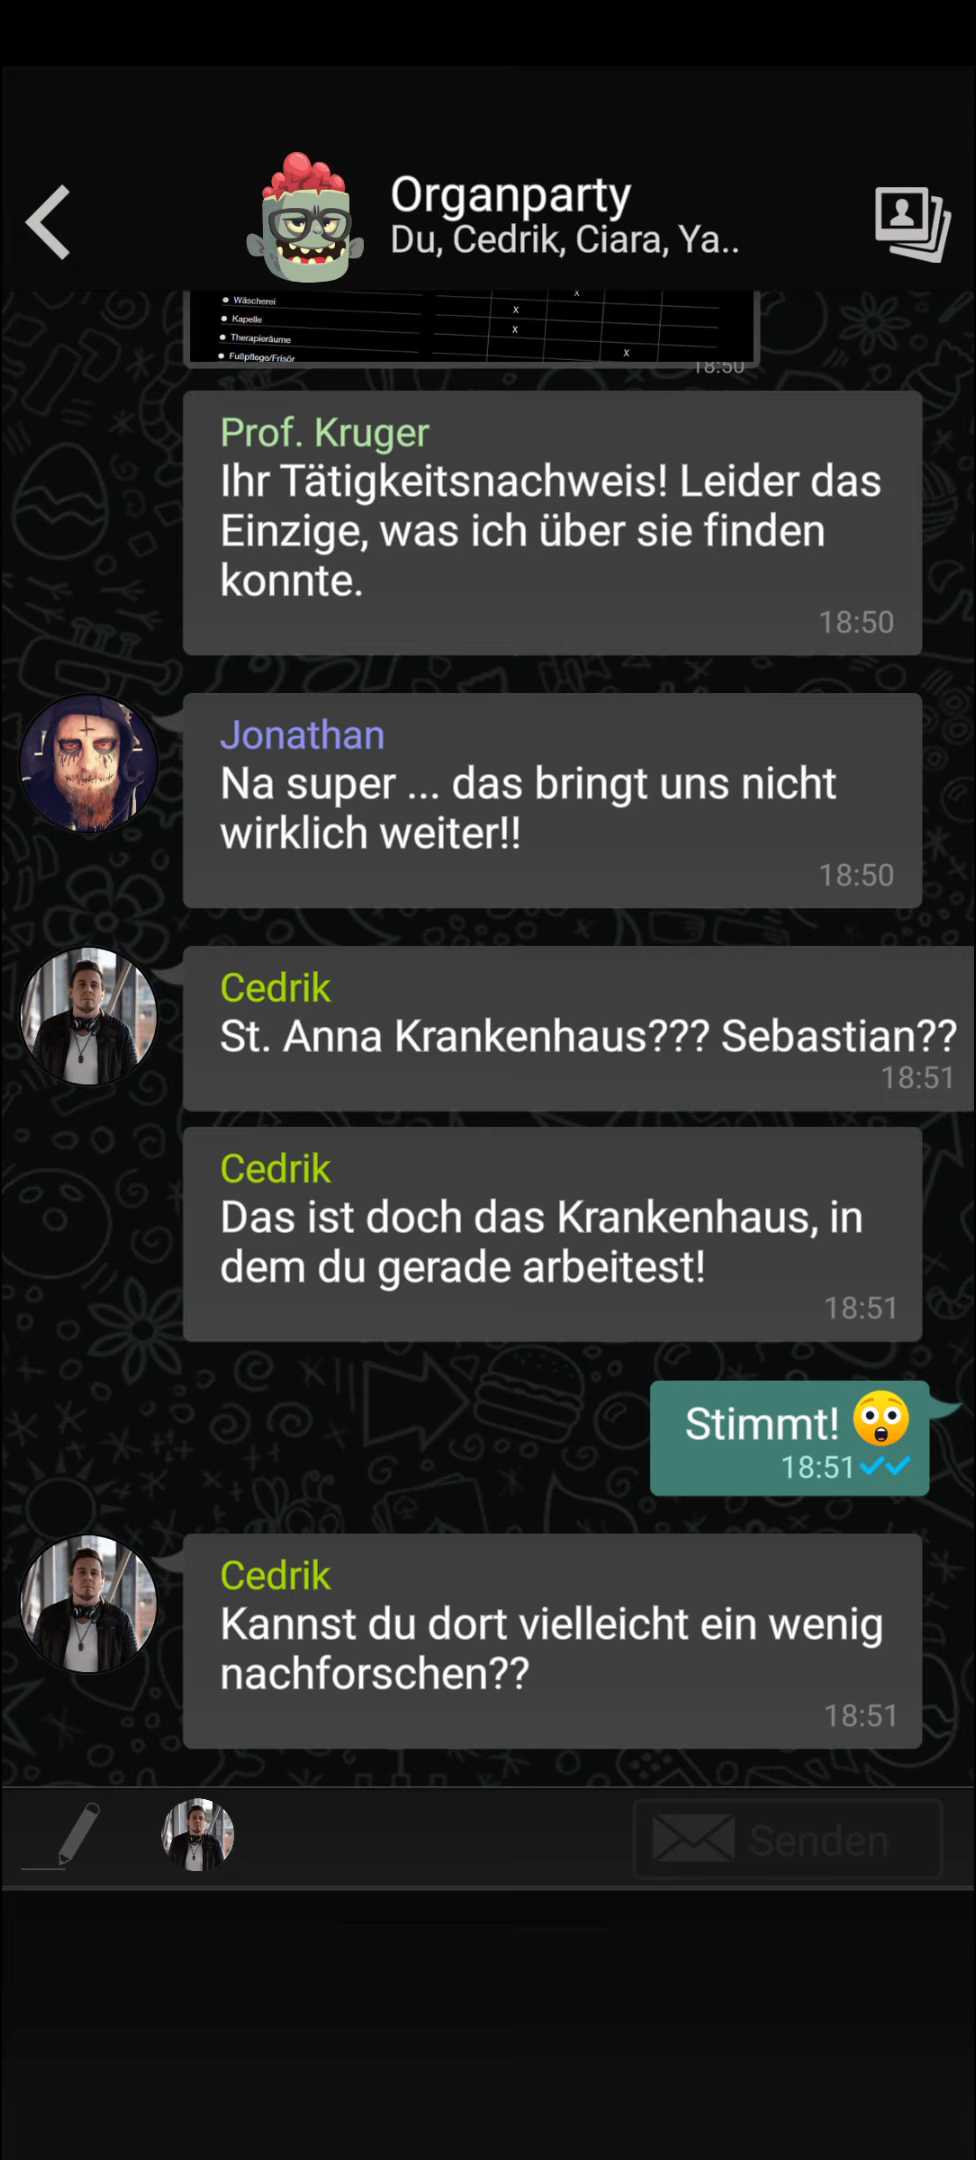 Organparty
Du, Cedrik, Ciara, Ya..
Wäscherei
x
Kapelle
x
Therapieräume
x
Fußpflege/Frisör
x
18:50
Prof. Kruger
Ihr Tätigkeitsnachweis! Leider das
Einzige, was ich über sie finden
konnte.
18:50
Jonathan
Na super ... das bringt uns nicht
wirklich weiter!!
18:50
Cedrik
St. Anna Krankenhaus??? Sebastian??
18:51
Cedrik
Das ist doch das Krankenhaus, in
dem du gerade arbeitest!
18:51
Stimmt! 😲
18:51
Cedrik
Kannst du dort vielleicht ein wenig
nachforschen??
18:51
Senden